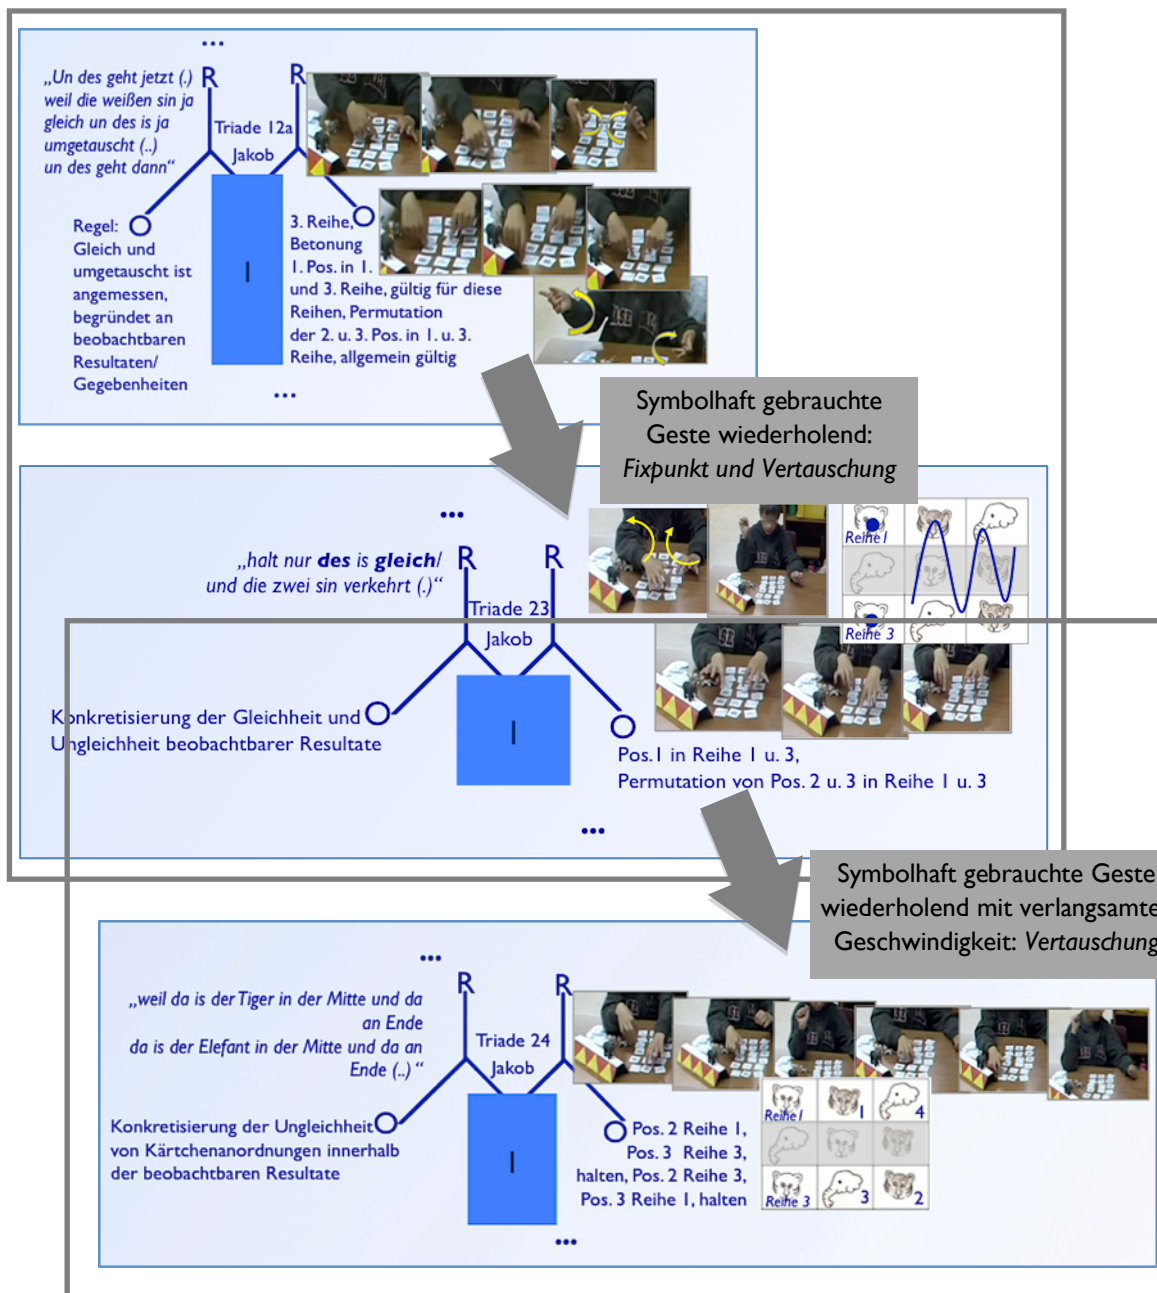 ...
„Un des geht jetzt (.)
weil die weißen sin ja
gleich un des is ja
umgetauscht (..)
un des geht dann“
R
R
Triade 12a
Jakob
Regel:
Gleich und
umgetauscht ist
angemessen,
begründet an
beobachtbaren
Resultaten/
Gegebenheiten
I
3. Reihe,
Betonung
1. Pos. in 1.
und 3. Reihe, gültig für diese
Reihen, Permutation
der 2. u. 3. Pos. in 1. u. 3.
Reihe, allgemein gültig
...
Symbolhaft gebrauchte
Geste wiederholend:
Fixpunkt und Vertauschung
...
„halt nur des is gleich/
und die zwei sin verkehrt (.)“
R
R
Triade 23
Jakob
Reihe 1
Reihe 3
Konkretisierung der Gleichheit und
Ungleichheit beobachtbarer Resultate
I
Pos.1 in Reihe 1 u. 3,
Permutation von Pos. 2 u. 3 in Reihe 1 u. 3
...
Symbolhaft gebrauchte Geste
wiederholend mit verlangsamte
Geschwindigkeit: Vertauschung
...
„weil da is der Tiger in der Mitte und da
an Ende
da is der Elefant in der Mitte und da an
Ende (..) “
R
R
Triade 24
Jakob
Konkretisierung der Ungleichheit
von Kärtchenanordnungen innerhalb
der beobachtbaren Resultate
I
Pos. 2 Reihe 1,
Pos. 3 Reihe 3,
halten, Pos. 2 Reihe 3,
Pos. 3 Reihe 1, halten
Reihe 1
1
4
Reihe 3
3
2
...